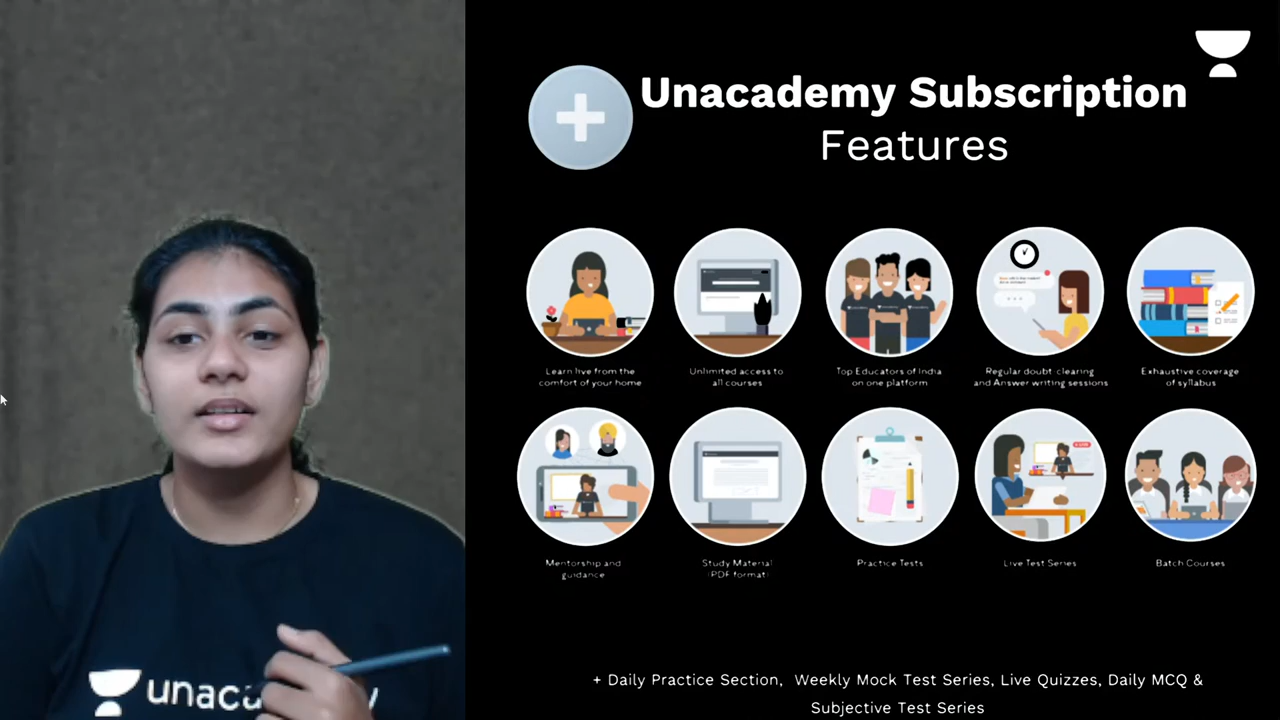 Unacademy Subscription
Features
Learn live from the
comfort of your home
Unlimited access to
all courses
Top Educators of India
on one platform
Regular doubt clearing
and Answer writing sessions
Exhaustive coverage
of syllabus
Mentorship and
guidance
Study Material
(PDF format)
Practice Tests
Live Test Series
Batch Courses
+ Daily Practice Section, Weekly Mock Test Series, Live Quizzes, Daily MCQ &
Subjective Test Series